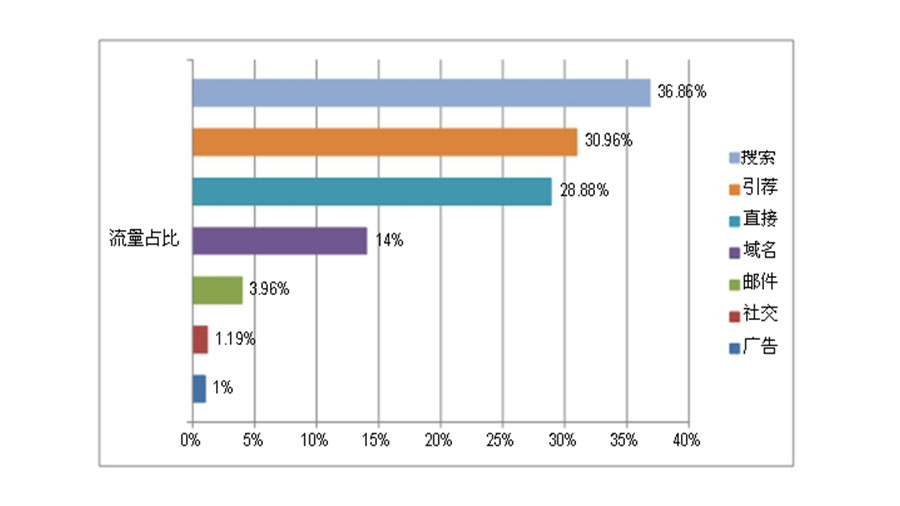 36.86%
30.96%
28.88%
14%
3.96%
1.19%
1%
流量占比
0% 5% 10% 15% 20% 25% 30% 35% 40%
搜索
引荐
直接
域名
邮件
社交
广告